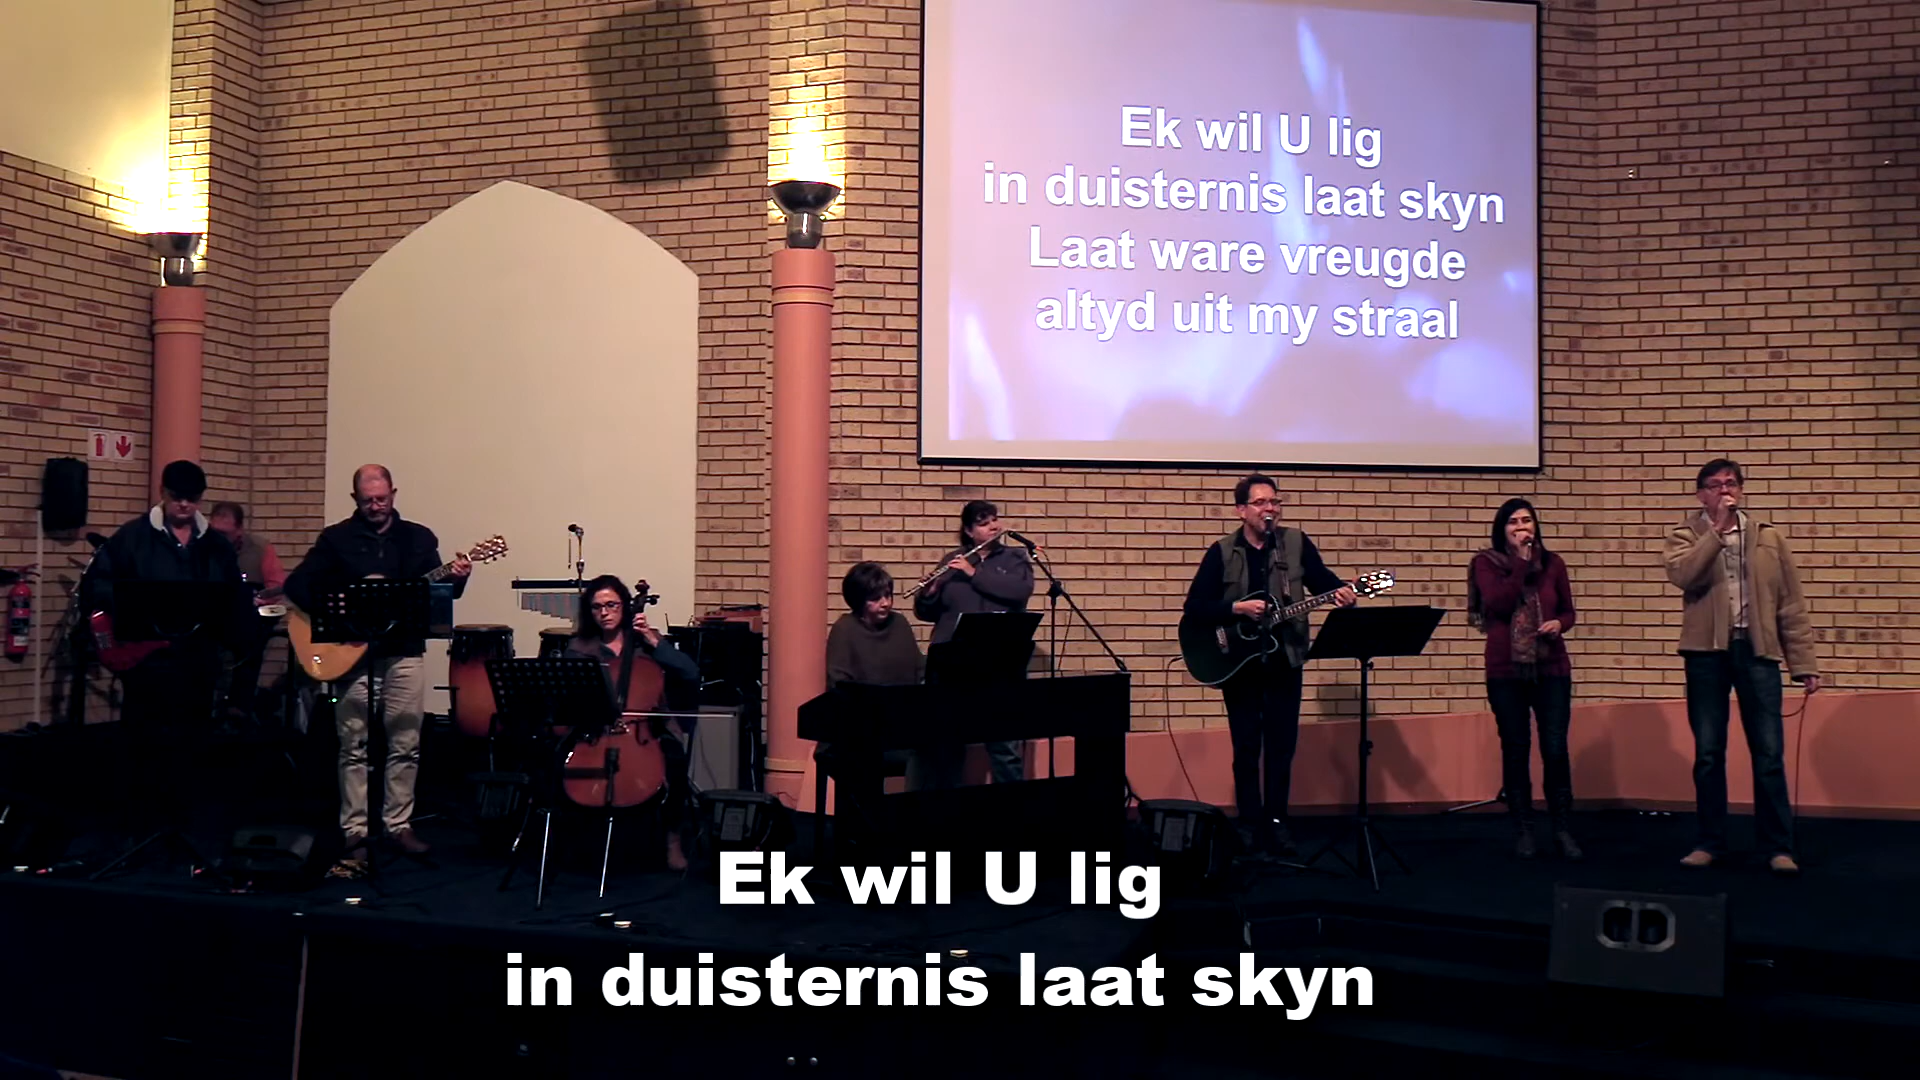 Ek wil U lig
in duisternis laat skyn
Laat ware vreugde
altyd uit my straal
Ek wil U lig
in duisternis laat skyn